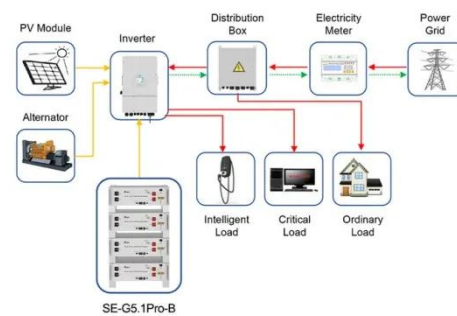 PV Module
Inverter
Distribution
Box
Electricity
Meter
Power
Grid
Alternator
Intelligent
Load
Critical
Load
Ordinary
Load
SE-G5.1Pro-B